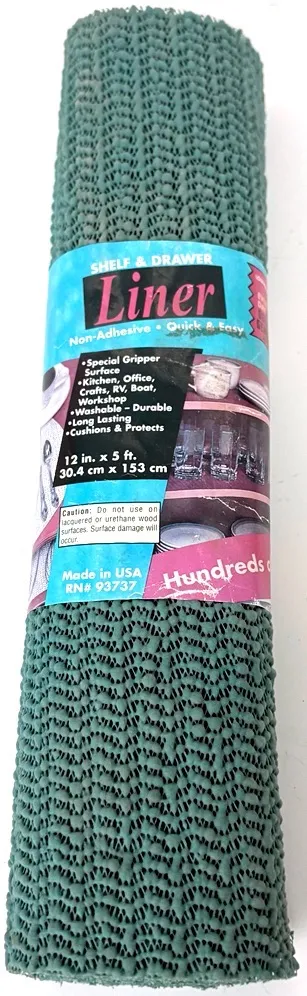 SHELF & DRAWER
Liner
Non-Adhesive • Quick & Easy
•Special Gripper
Surface
•Kitchen, Office,
Crafts, RV, Boat,
Workshop
•Washable – Durable
•Long Lasting
•Cushions & Protects
12 in. x 5 ft.
30.4 cm x 153 cm
Caution: Do not use on
lacquered or urethane wood
surfaces. Surface damage will
occur.
Made in USA
RN# 93737
Hundreds